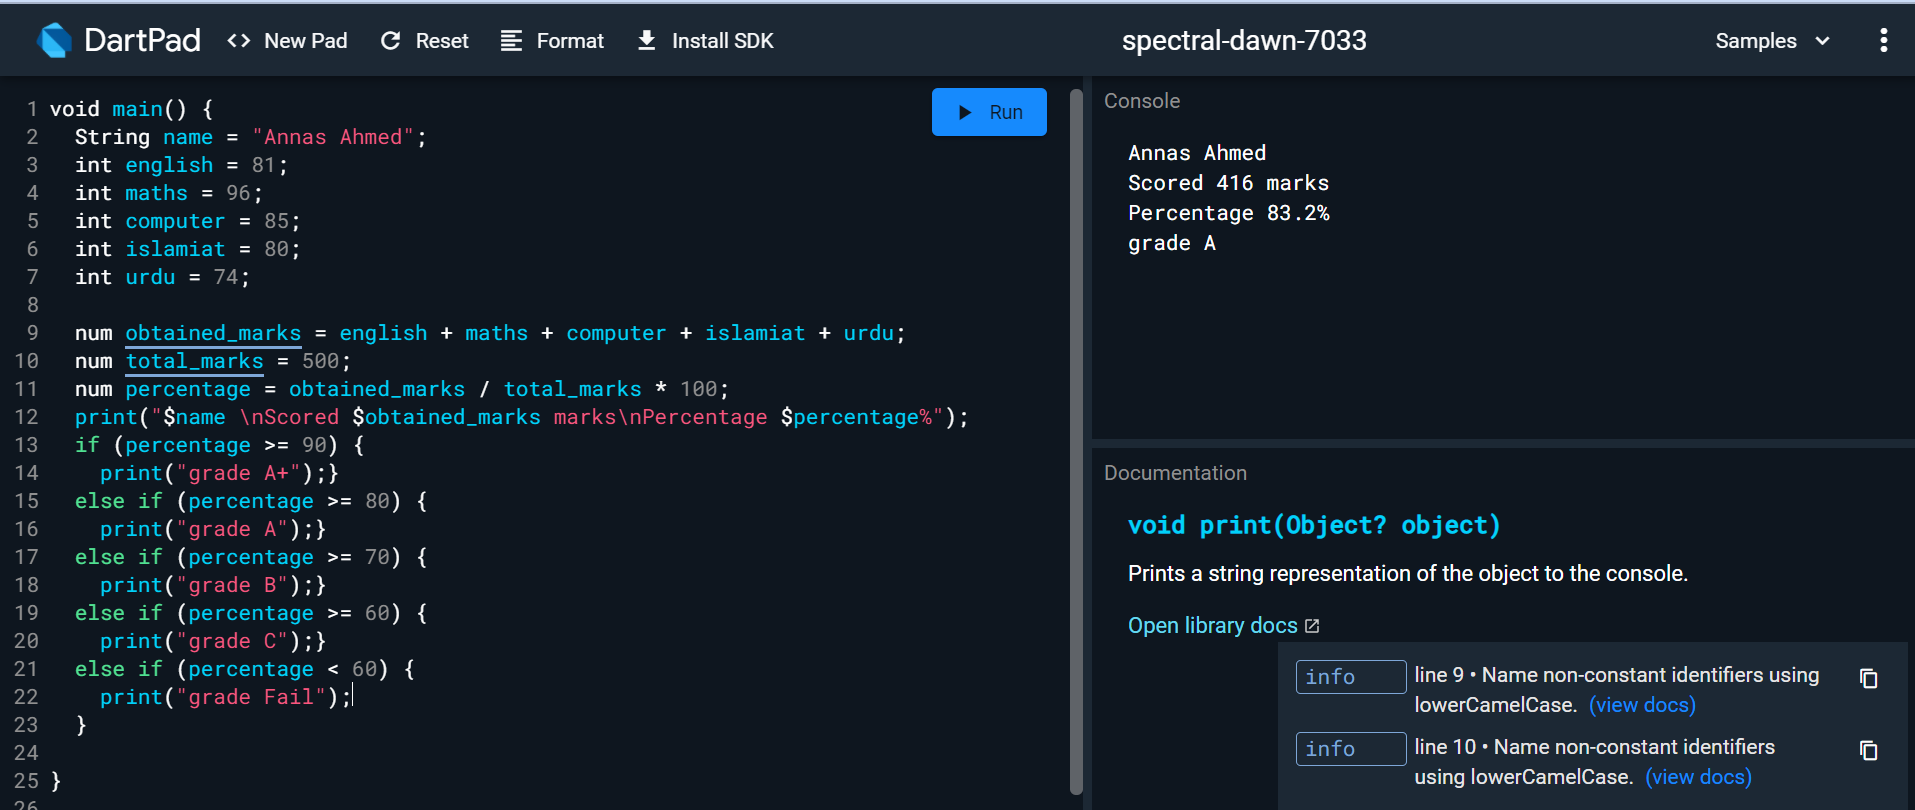 DartPad <> New Pad Reset Format Install SDK spectral-dawn-7033 Samples
1 void main() {
2   String name = "Annas Ahmed";
3   int english = 81;
4   int maths = 96;
5   int computer = 85;
6   int islamiat = 80;
7   int urdu = 74;
8
9   num obtained_marks = english + maths + computer + islamiat + urdu;
10   num total_marks = 500;
11   num percentage = obtained_marks / total_marks * 100;
12   print("$name \nScored $obtained_marks marks\nPercentage $percentage%");
13   if (percentage >= 90) {
14     print("grade A+");}
15   else if (percentage >= 80) {
16     print("grade A");}
17   else if (percentage >= 70) {
18     print("grade B");}
19   else if (percentage >= 60) {
20     print("grade C");}
21   else if (percentage < 60) {
22     print("grade Fail");
23   }
24
25 }
26
Run
Console
Annas Ahmed
Scored 416 marks
Percentage 83.2%
grade A
Documentation
void print(Object? object)
Prints a string representation of the object to the console.
Open library docs
info line 9 • Name non-constant identifiers using
lowerCamelCase. (view docs)
info line 10 • Name non-constant identifiers
using lowerCamelCase. (view docs)